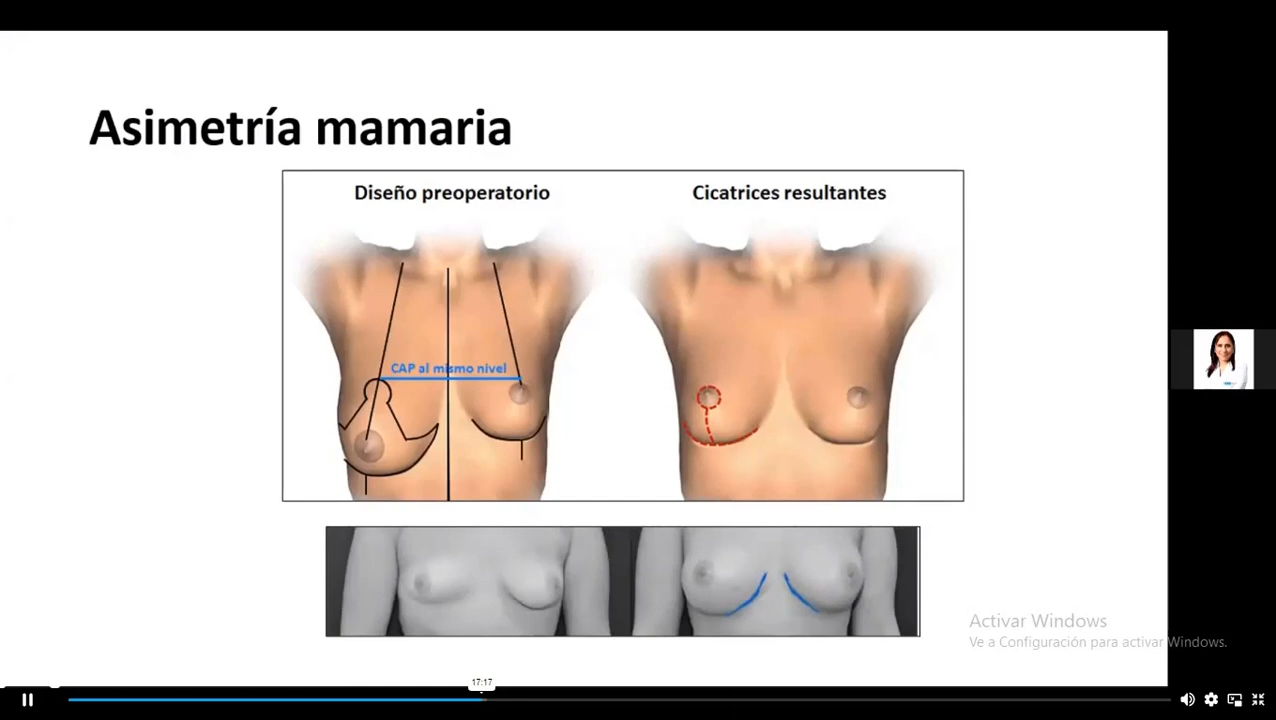 Asimetría mamaria
Diseño preoperatorio
Cicatrices resultantes
CAP al mismo nivel
Activar Windows
Ve a Configuración para activar Windows.
17:17